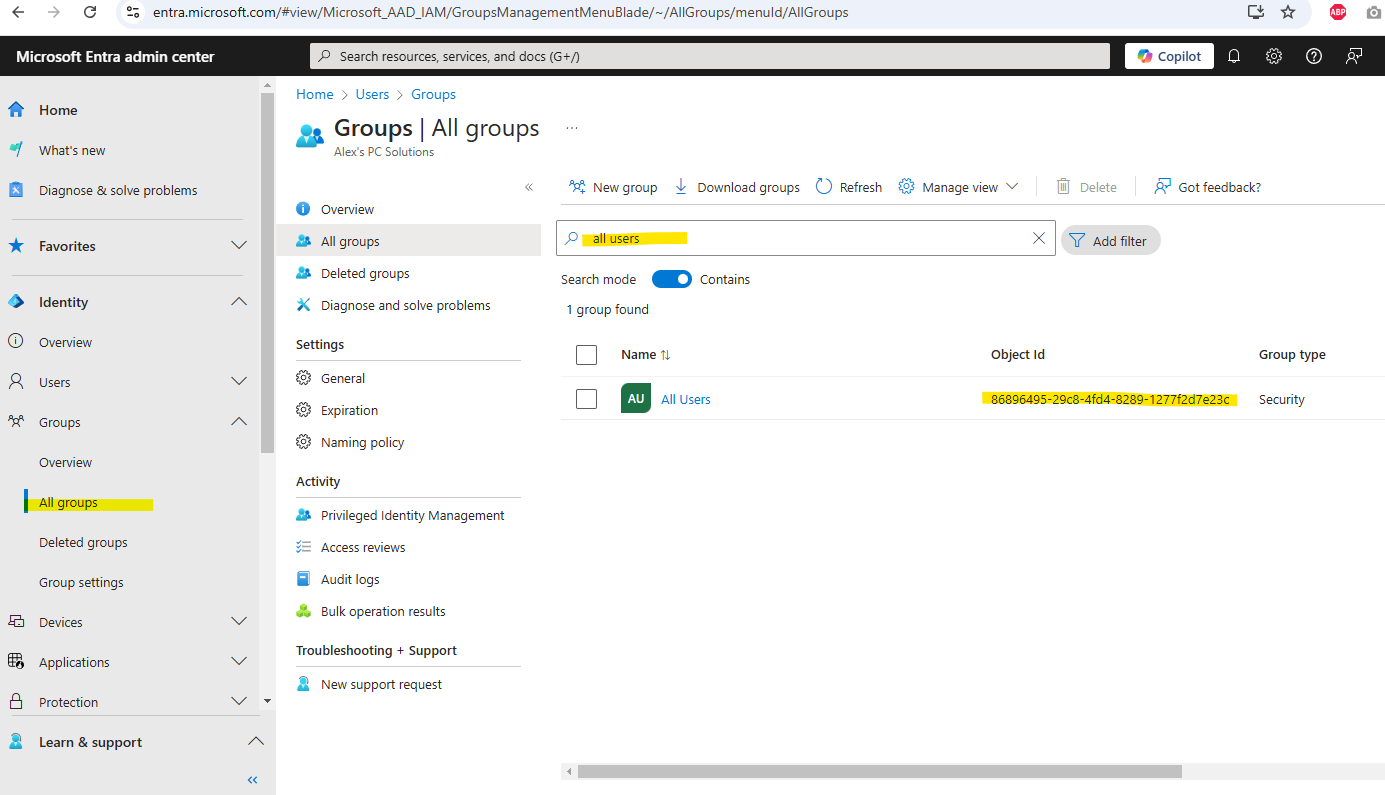 entra.microsoft.com/#view/Microsoft_AAD_IAM/GroupsManagementMenuBlade/~/AllGroups/menuId/AllGroups
ABP
Microsoft Entra admin center
Search resources, services, and docs (G+/)
Copilot
Home
What's new
Diagnose & solve problems
Favorites
Identity
Overview
Users
Groups
Overview
All groups
Deleted groups
Group settings
Devices
Applications
Protection
Learn & support
Home > Users > Groups
Groups | All groups
Alex's PC Solutions
Overview
All groups
Deleted groups
Diagnose and solve problems
Settings
General
Expiration
Naming policy
Activity
Privileged Identity Management
Access reviews
Audit logs
Bulk operation results
Troubleshooting + Support
New support request
New group Download groups Refresh Manage view Delete Got feedback?
all users
Add filter
Search mode Contains
1 group found
Name Object Id Group type
AU All Users 86896495-29c8-4fd4-8289-1277f2d7e23c Security